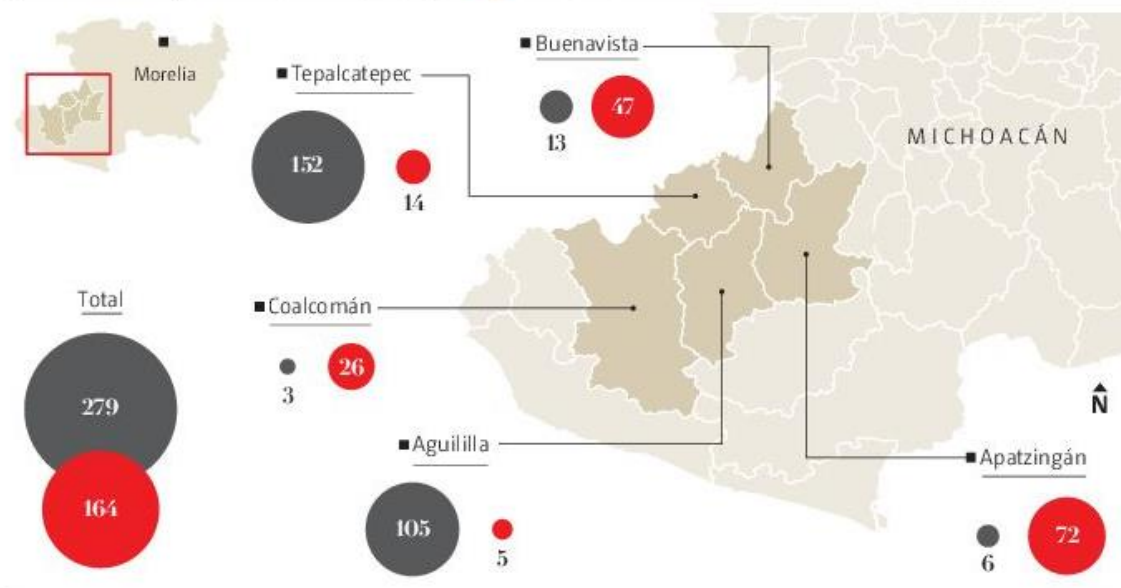 Morelia
Tepalcatepec
152
14
Buenavista
13
47
MICHOACÁN
Total
279
164
Coalcomán
3
26
Aguililla
105
5
Apatzingán
6
72
N